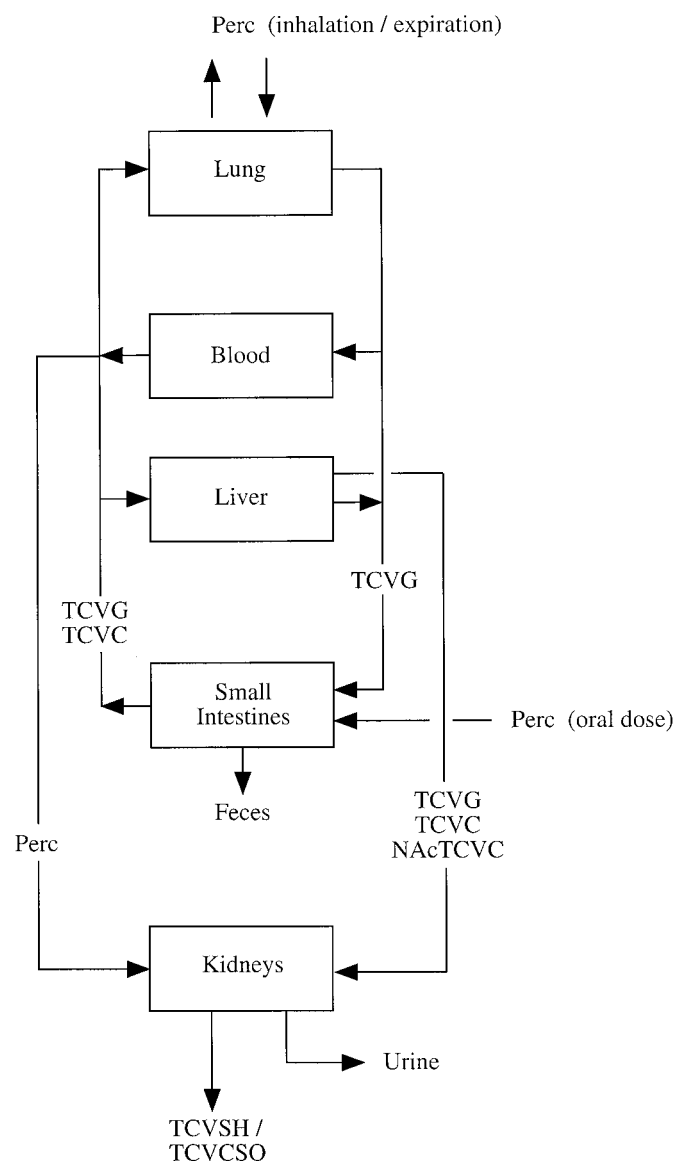 Perc (inhalation / expiration)
Lung
Blood
Liver
TCVG
TCVG
TCVC
Small
Intestines
Perc (oral dose)
Feces
TCVG
TCVC
NAcTCVC
Perc
Kidneys
Urine
TCVSH /
TCVCSO